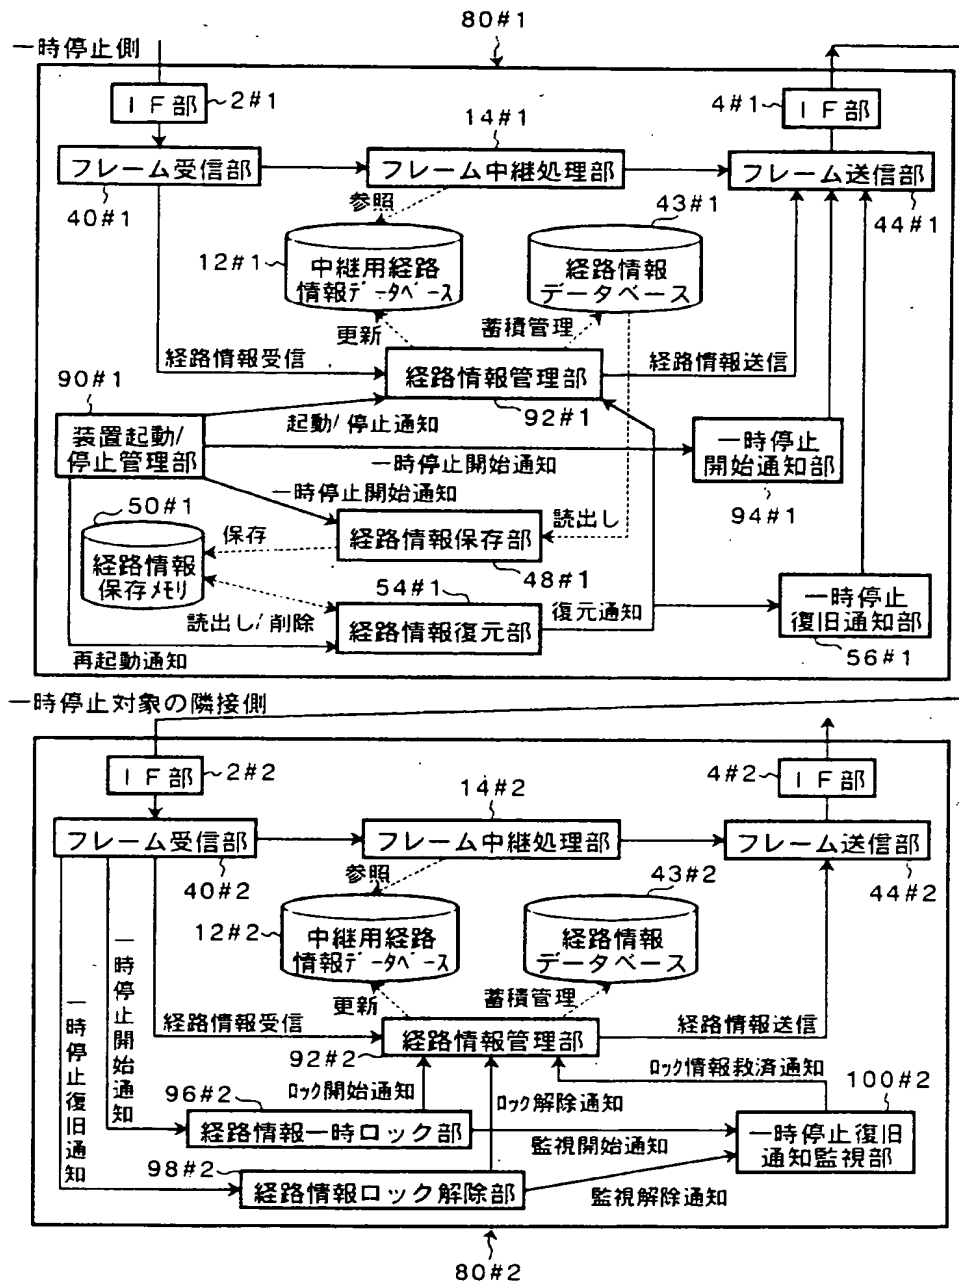 80#1
一時停止側
IF部
2#1
4#1
IF部
14#1
フレーム受信部
フレーム中継処理部
フレーム送信部
40#1
参照
43#1
44#1
12#1
中継用経路
情報データベース
経路情報
データベース
更新
蓄積管理
経路情報受信
経路情報管理部
経路情報送信
90#1
92#1
装置起動/
停止管理部
起動/停止通知
一時停止開始通知
一時停止
開始通知部
94#1
一時停止開始通知
50#1
保存
読出し
経路情報
保存メモリ
経路情報保存部
48#1
54#1
読出し/削除
経路情報復元部
復元通知
一時停止
復旧通知部
56#1
再起動通知
一時停止対象の隣接側
IF部
2#2
4#2
IF部
14#2
フレーム受信部
フレーム中継処理部
フレーム送信部
40#2
参照
43#2
44#2
12#2
中継用経路
情報データベース
経路情報
データベース
一時停止開始通知
一時停止復旧通知
更新
蓄積管理
経路情報受信
経路情報管理部
経路情報送信
92#2
ロック情報救済通知
96#2
ロック開始通知
ロック解除通知
100#2
経路情報一時ロック部
監視開始通知
一時停止復旧
通知監視部
98#2
経路情報ロック解除部
監視解除通知
80#2